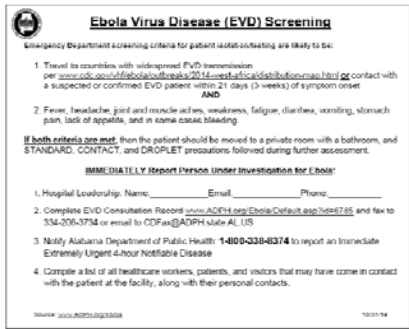 Ebola Virus Disease (EVD) Screening
Emergency Department screening criteria for patient isolation/testing are likely to be:
1. Travel to countries with widespread EVD transmission
per www.cdc.gov/vhf/ebola/outbreaks/2014-west-africa/distribution-map.html or contact with
a suspected or confirmed EVD patient within 21 days (3 weeks) of symptom onset
AND
2. Fever, headache, joint and muscle aches, weakness, fatigue, diarrhea, vomiting, stomach
pain, lack of appetite, and in some cases bleeding
If both criteria are met, then the patient should be moved to a private room with a bathroom, and
STANDARD, CONTACT, and DROPLET precautions followed during further assessment.
IMMEDIATELY Report Person Under Investigation for Ebola:
1. Hospital Leadership: Name: Email: Phone:
2. Complete EVD Consultation Record www.ADPH.org/Ebola/Default.asp?id=6785 and fax to
334-206-3734 or email to CDFax@ADPH.state.AL.US
3. Notify Alabama Department of Public Health: 1-800-338-8374 to report an Immediate
Extremely Urgent 4-hour Notifiable Disease
4. Compile a list of all healthcare workers, patients, and visitors that may have come in contact
with the patient at the facility, along with their personal contacts.
Source: www.ADPH.org/ebola
10/31/14